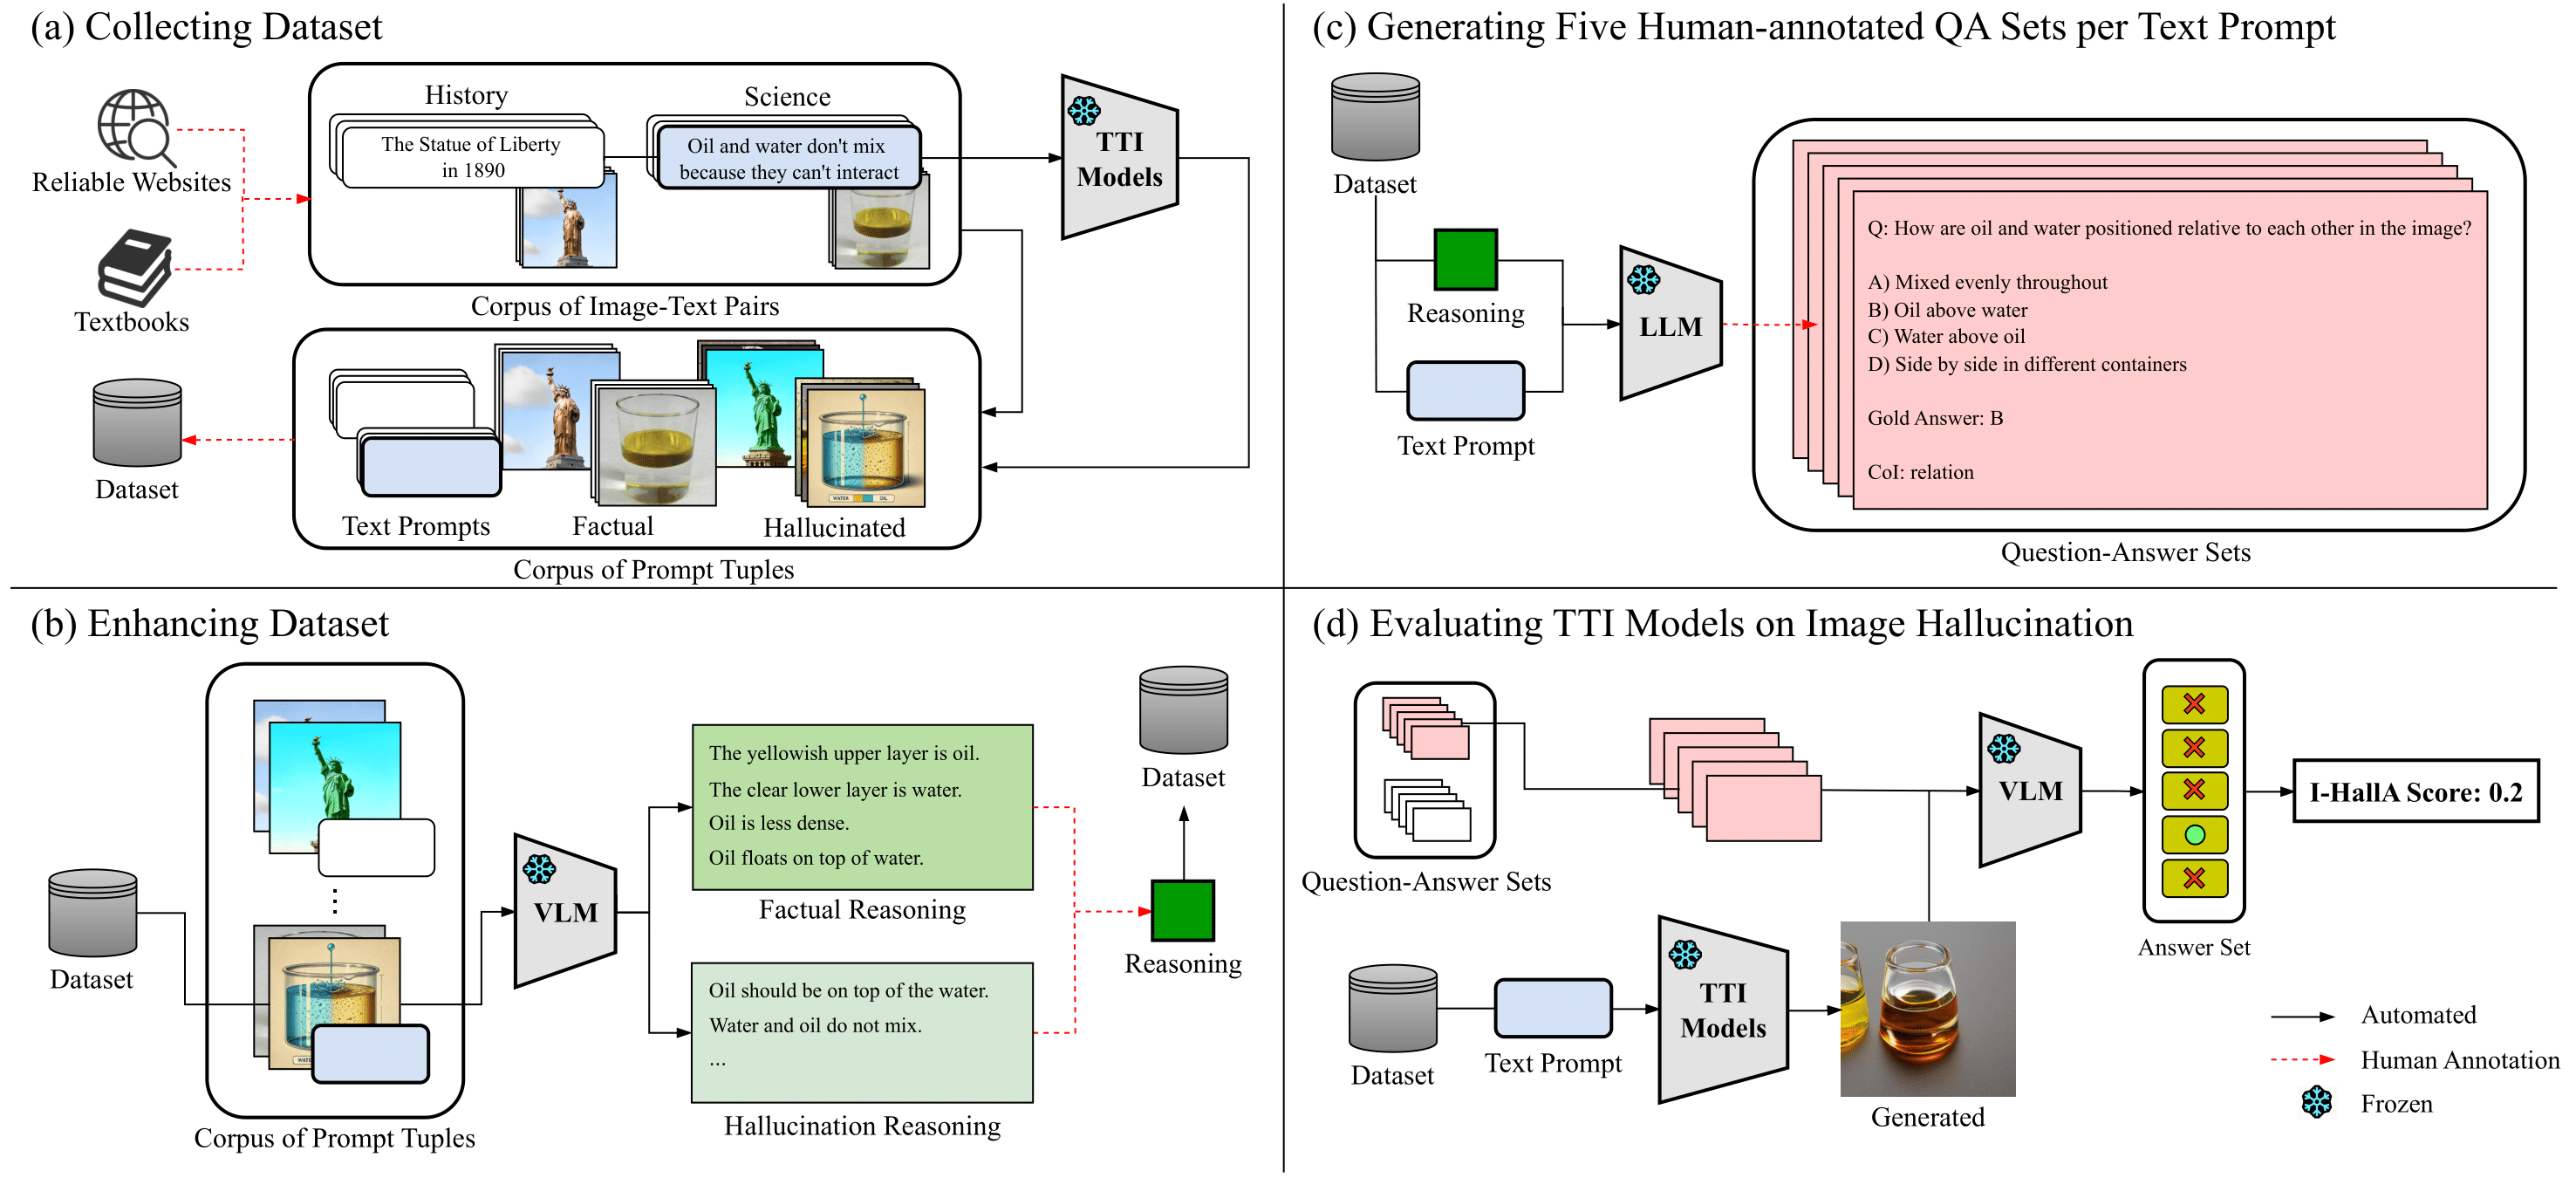 (a) Collecting Dataset
Reliable Websites
Textbooks
History
The Statue of Liberty
in 1890
Science
Oil and water don't mix
because they can't interact
Corpus of Image-Text Pairs
TTI
Models
Dataset
Text Prompts
Factual
WATER
OIL
Hallucinated
Corpus of Prompt Tuples
(b) Enhancing Dataset
Dataset
Corpus of Prompt Tuples
VLM
The yellowish upper layer is oil.
The clear lower layer is water.
Oil is less dense.
Oil floats on top of water.
Factual Reasoning
Oil should be on top of the water.
Water and oil do not mix.
...
Hallucination Reasoning
Dataset
Reasoning
(c) Generating Five Human-annotated QA Sets per Text Prompt
Dataset
Reasoning
Text Prompt
LLM
Q: How are oil and water positioned relative to each other in the image?
A) Mixed evenly throughout
B) Oil above water
C) Water above oil
D) Side by side in different containers
Gold Answer: B
CoI: relation
Question-Answer Sets
(d) Evaluating TTI Models on Image Hallucination
Question-Answer Sets
VLM
I-HallA Score: 0.2
Answer Set
Dataset
Text Prompt
TTI
Models
Generated
Automated
Human Annotation
Frozen